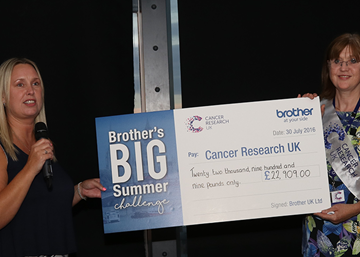 Brother's
BIG
Summer
challenge
CANCER
RESEARCH
UK
brother
at your side
Date: 30 July 2016
Pay: Cancer Research UK
Twenty two thousand nine hundred and
nine pounds only.
£22,909.00
Signed: Brother UK Ltd